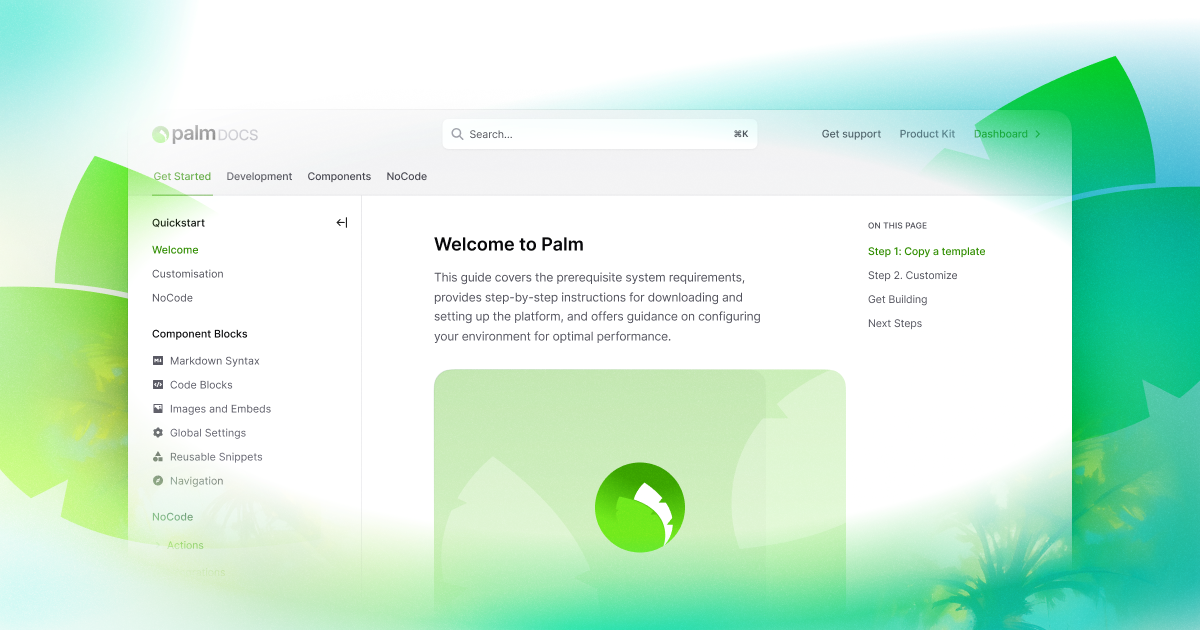 palm DOCS
Search...
⌘K
Get support
Product Kit
Dashboard
Get Started
Development
Components
NoCode
Quickstart
Welcome
Customisation
NoCode
Component Blocks
Markdown Syntax
Code Blocks
Images and Embeds
Global Settings
Reusable Snippets
Navigation
NoCode
Actions
Welcome to Palm
This guide covers the prerequisite system requirements,
provides step-by-step instructions for downloading and
setting up the platform, and offers guidance on configuring
your environment for optimal performance.
ON THIS PAGE
Step 1: Copy a template
Step 2. Customize
Get Building
Next Steps